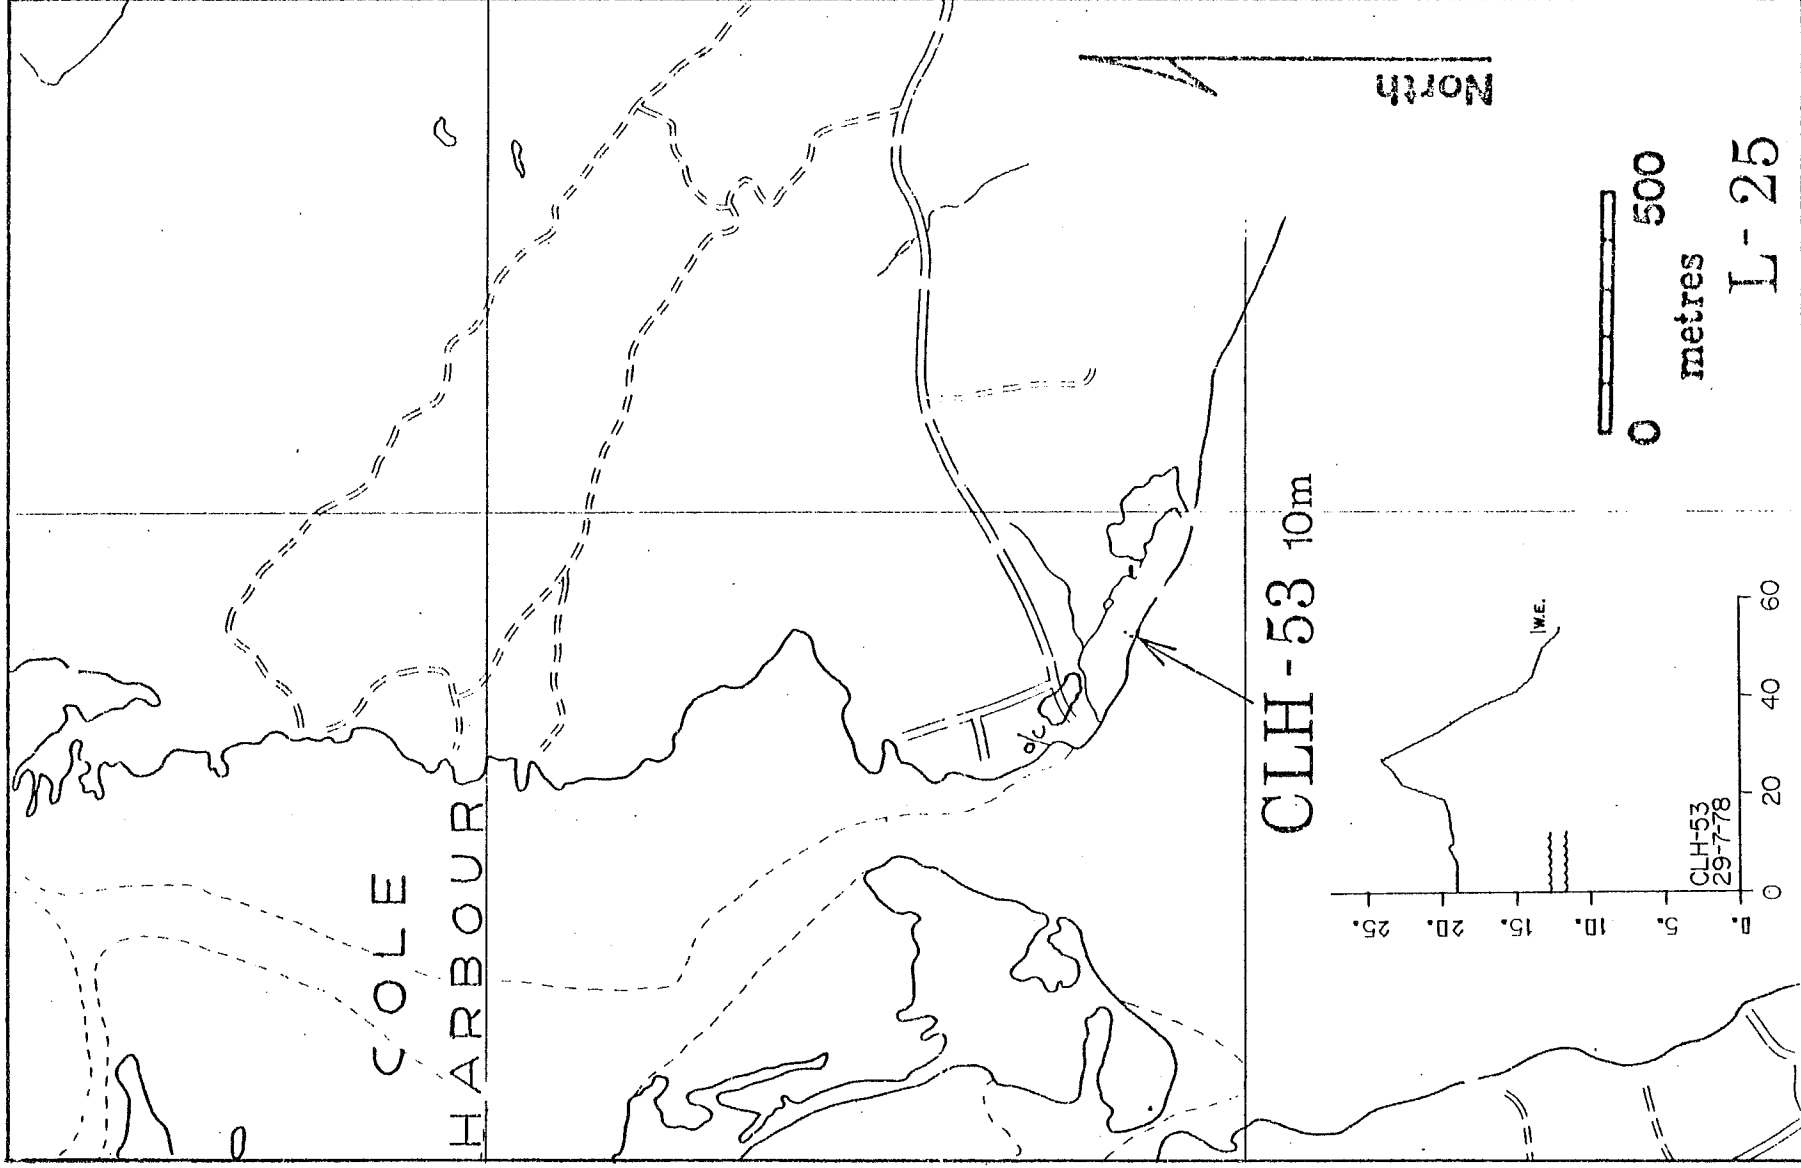 COLE
HARBOUR
North
0 500
metres
L-25
CLH-53 10m
CLH-53
29-7-78
W.E.
25.
20.
15.
10.
5.
0.
0 20 40 60